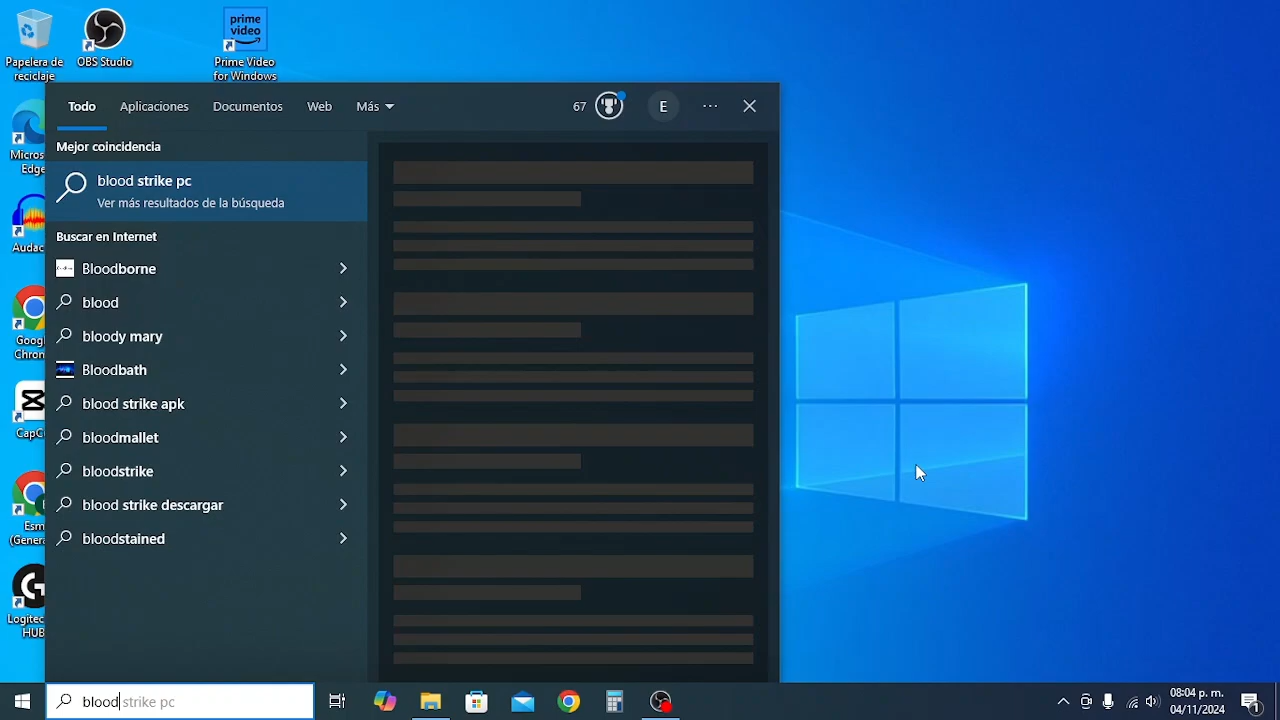 Papelera de
reciclaje
OBS Studio
prime
video
Prime Video
for Windows
Todo
Aplicaciones
Documentos
Web
Más
67
E
Mejor coincidencia
blood strike pc
Ver más resultados de la búsqueda
Buscar en Internet
Bloodborne
blood
bloody mary
Bloodbath
blood strike apk
bloodmallet
bloodstrike
blood strike descargar
bloodstained
Micros
Edge
Audac
Goog
Chron
CapC
Esm
(Genera
Logitec
HUB
blood strike pc
08:04 p. m.
04/11/2024
1